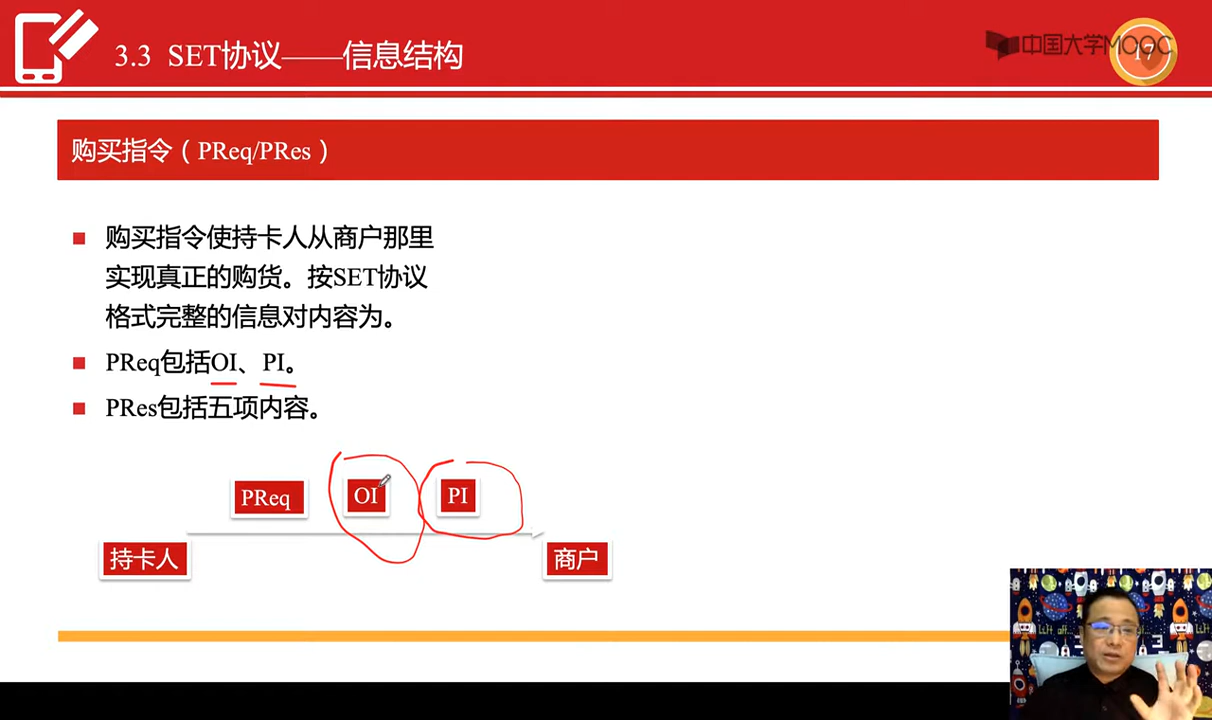 3.3 SET协议——信息结构
中国大学MOOC
17
购买指令（PReq/PRes）
购买指令使持卡人从商户那里
实现真正的购货。按SET协议
格式完整的信息对内容为。
PReq包括OI、PI。
PRes包括五项内容。
PReq
OI
PI
持卡人
商户